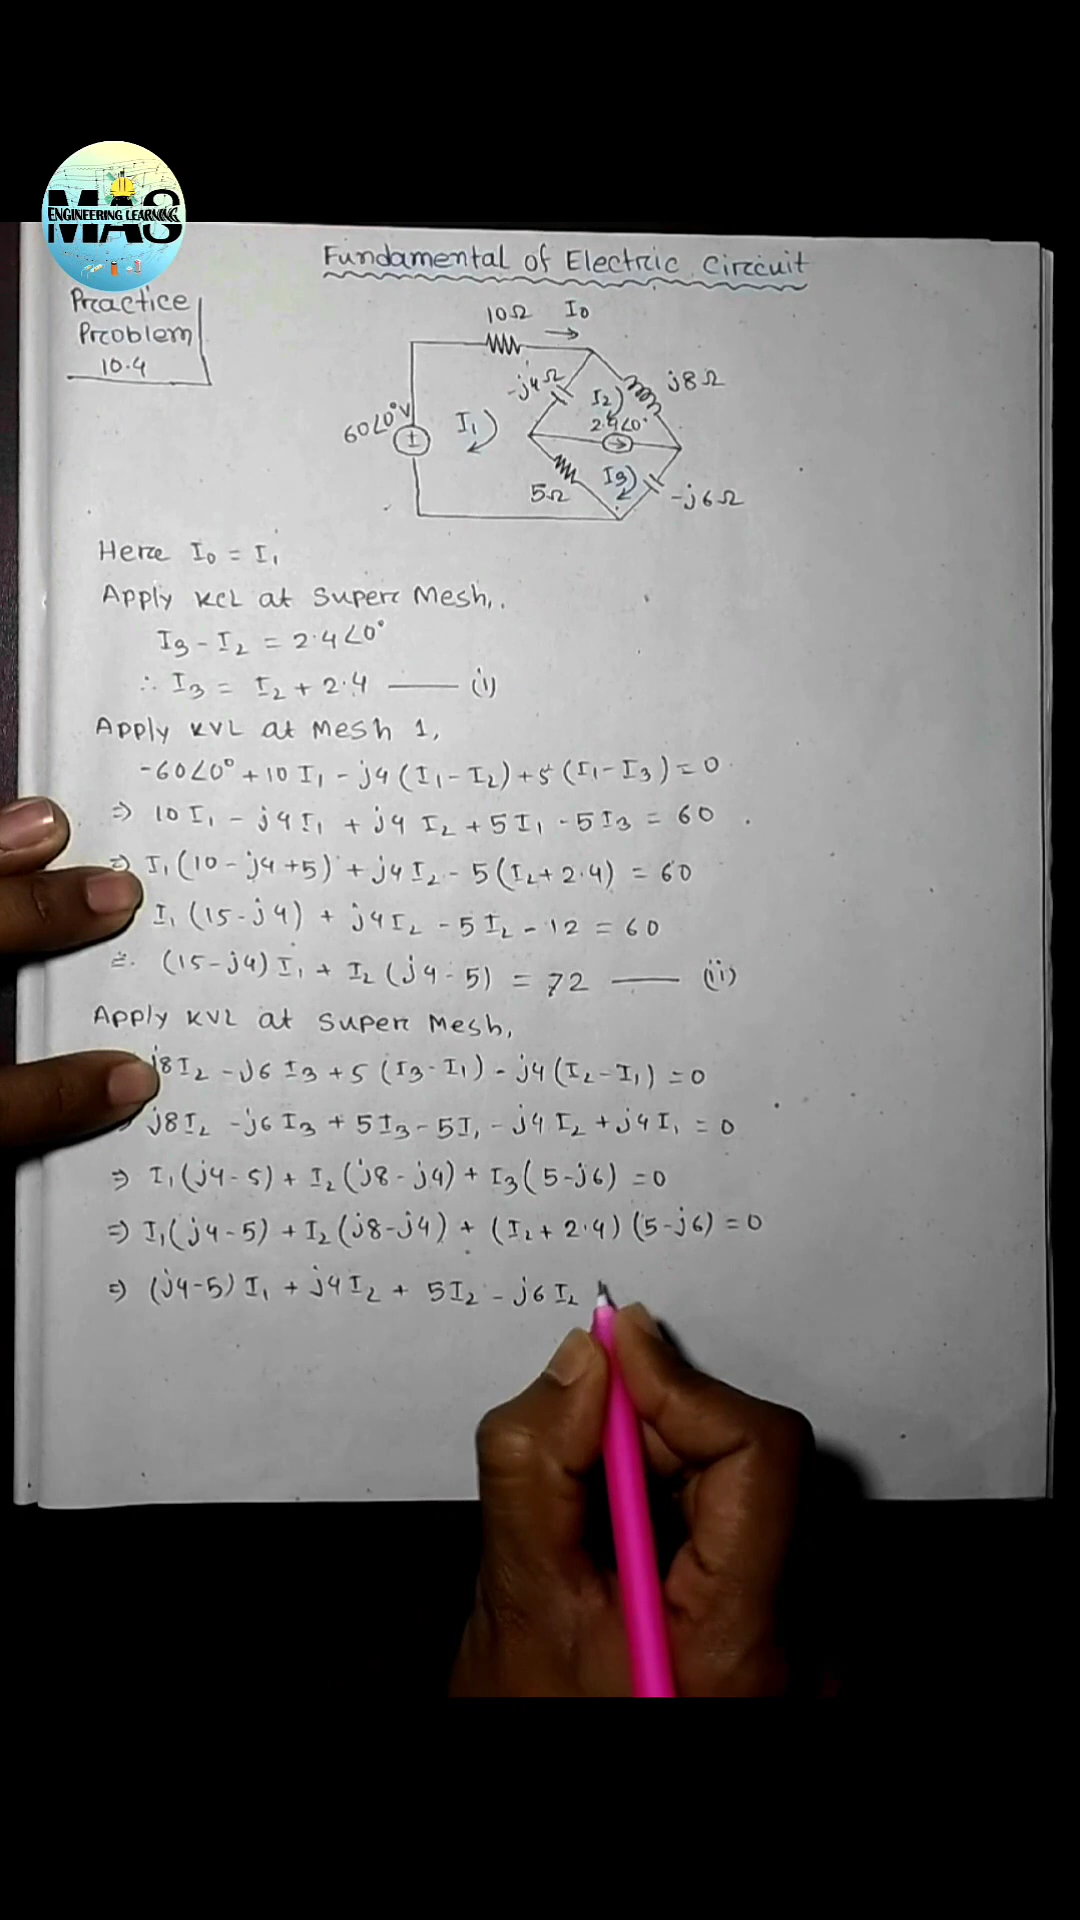 MAS
ENGINEERING LEARNING
Fundamental of Electric Circuit
Practice
Problem
10.4
10Ω I₀
-j4Ω
j8Ω
I₂
2.4∠0°
60∠0°V
I₁
I₃
5Ω
-j6Ω
Here I₀ = I₁
Apply KCL at Super Mesh,
I₃ - I₂ = 2.4∠0°
∴ I₃ = I₂ + 2.4 —— (i)
Apply KVL at Mesh 1,
-60∠0° + 10 I₁ - j4 (I₁ - I₂) + 5 (I₁ - I₃) = 0
⇒ 10 I₁ - j4 I₁ + j4 I₂ + 5 I₁ - 5 I₃ = 60
⇒ I₁ (10 - j4 + 5) + j4 I₂ - 5 (I₂ + 2.4) = 60
I₁ (15 - j4) + j4 I₂ - 5 I₂ - 12 = 60
∴ (15 - j4) I₁ + I₂ (j4 - 5) = 72 —— (ii)
Apply KVL at Super Mesh,
j8 I₂ - j6 I₃ + 5 (I₃ - I₁) - j4 (I₂ - I₁) = 0
j8 I₂ - j6 I₃ + 5 I₃ - 5 I₁ - j4 I₂ + j4 I₁ = 0
⇒ I₁ (j4 - 5) + I₂ (j8 - j4) + I₃ (5 - j6) = 0
⇒ I₁ (j4 - 5) + I₂ (j8 - j4) + (I₂ + 2.4) (5 - j6) = 0
⇒ (j4 - 5) I₁ + j4 I₂ + 5 I₂ - j6 I₂